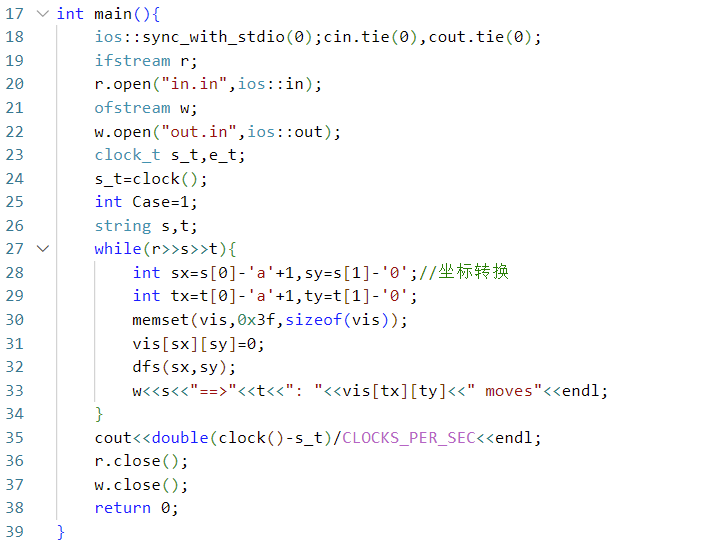 17 int main(){
18 ios::sync_with_stdio(0);cin.tie(0),cout.tie(0);
19 ifstream r;
20 r.open("in.in",ios::in);
21 ofstream w;
22 w.open("out.in",ios::out);
23 clock_t s_t,e_t;
24 s_t=clock();
25 int Case=1;
26 string s,t;
27 while(r>>s>>t){
28 int sx=s[0]-'a'+1,sy=s[1]-'0';//坐标转换
29 int tx=t[0]-'a'+1,ty=t[1]-'0';
30 memset(vis,0x3f,sizeof(vis));
31 vis[sx][sy]=0;
32 dfs(sx,sy);
33 w<<s<<"==>"<<t<<": "<<vis[tx][ty]<<" moves"<<endl;
34 }
35 cout<<double(clock()-s_t)/CLOCKS_PER_SEC<<endl;
36 r.close();
37 w.close();
38 return 0;
39 }